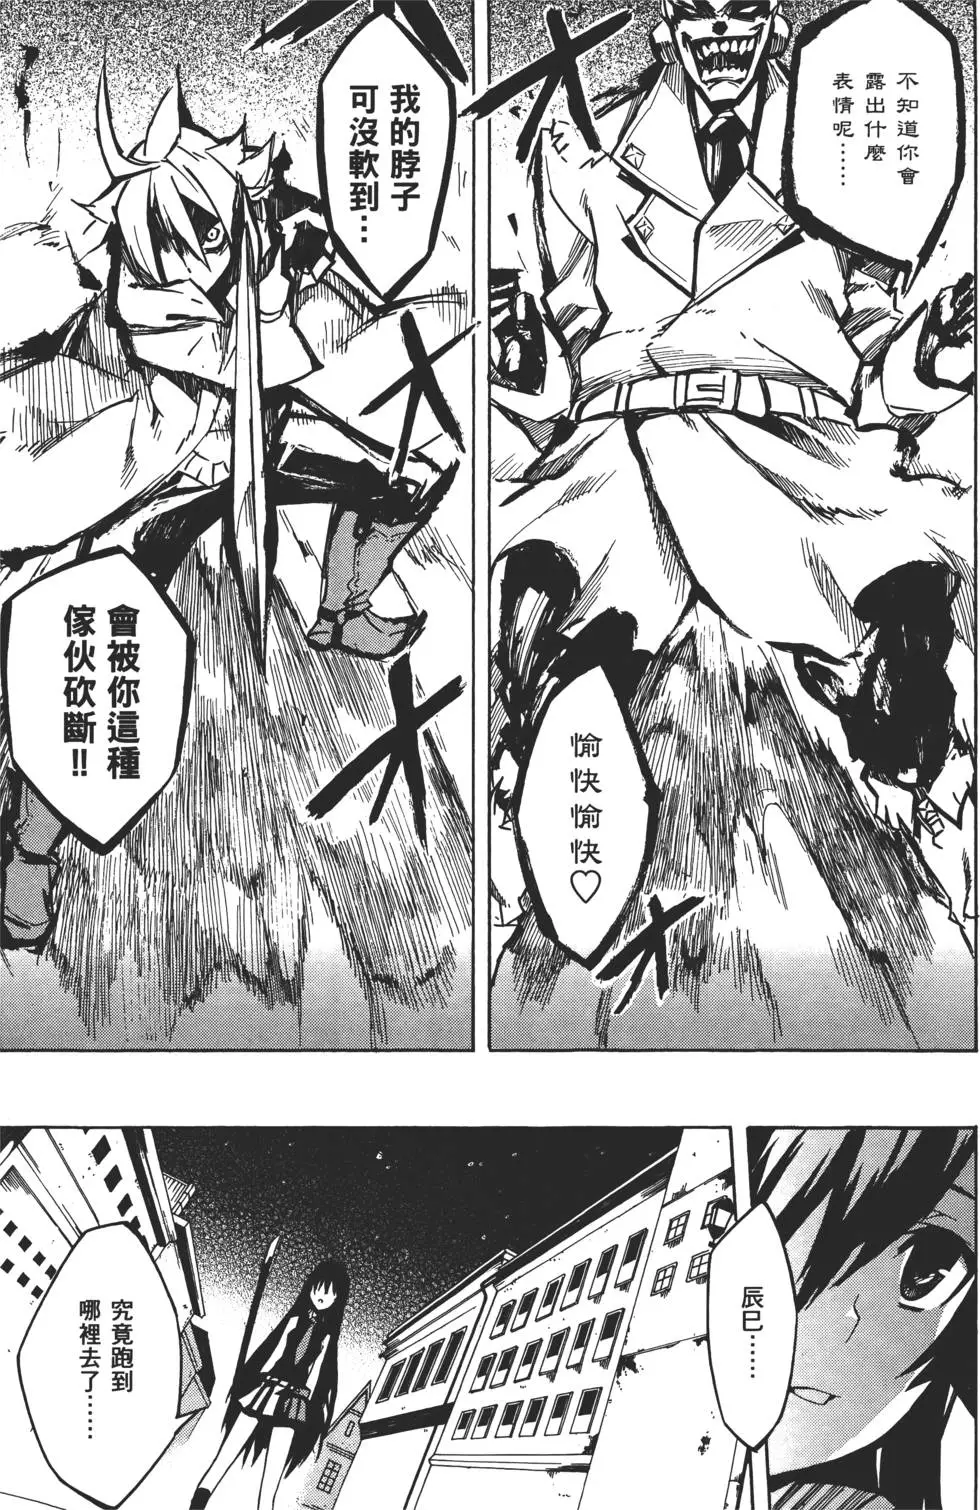 不知道你會
露出什麼
表情呢……
愉快愉快♡
我的脖子
可沒軟到…
會被你這種
傢伙砍斷!!
辰巳……
究竟跑到
哪裡去了……